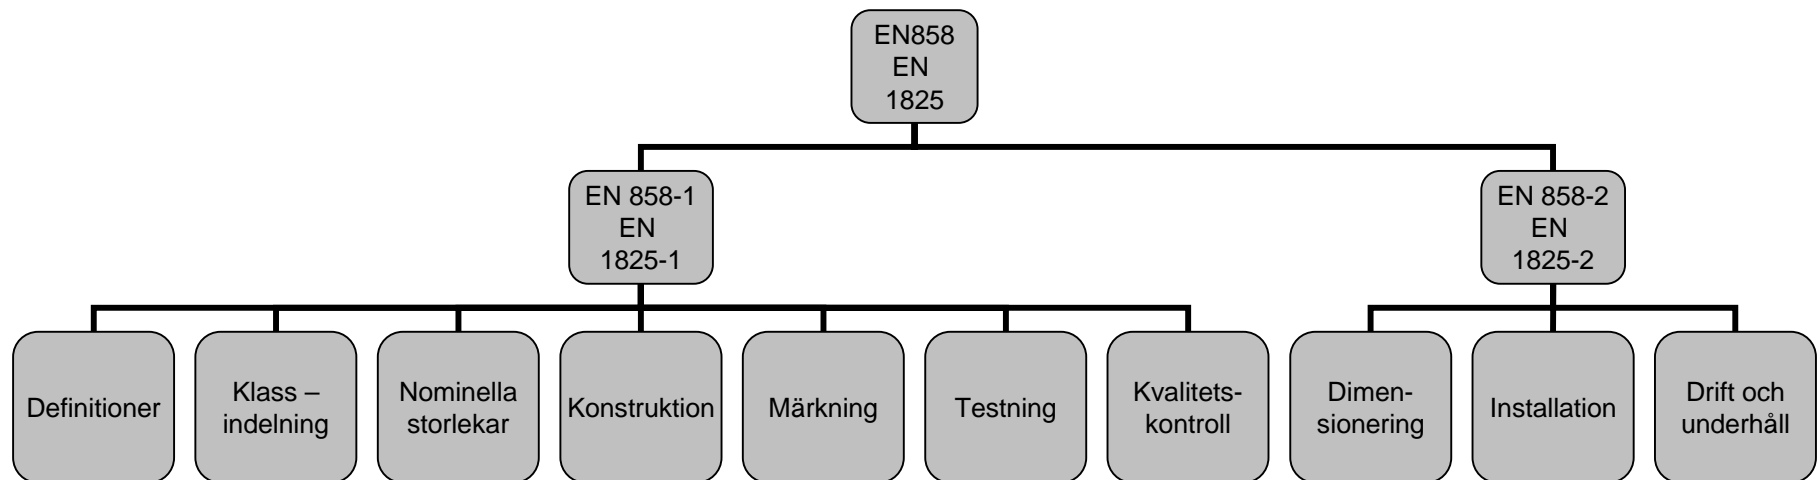 EN858
EN
1825
EN 858-1
EN
1825-1
EN 858-2
EN
1825-2
Definitioner
Klass –
indelning
Nominella
storlekar
Konstruktion
Märkning
Testning
Kvalitets-
kontroll
Dimen-
sionering
Installation
Drift och
underhåll